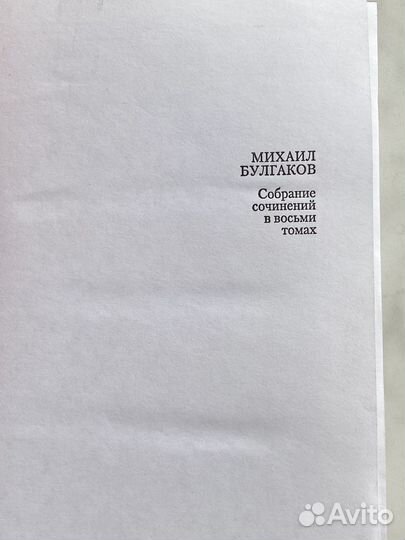 МИХАИЛ
БУЛГАКОВ
Собрание
сочинений
в восьми
томах
Avito